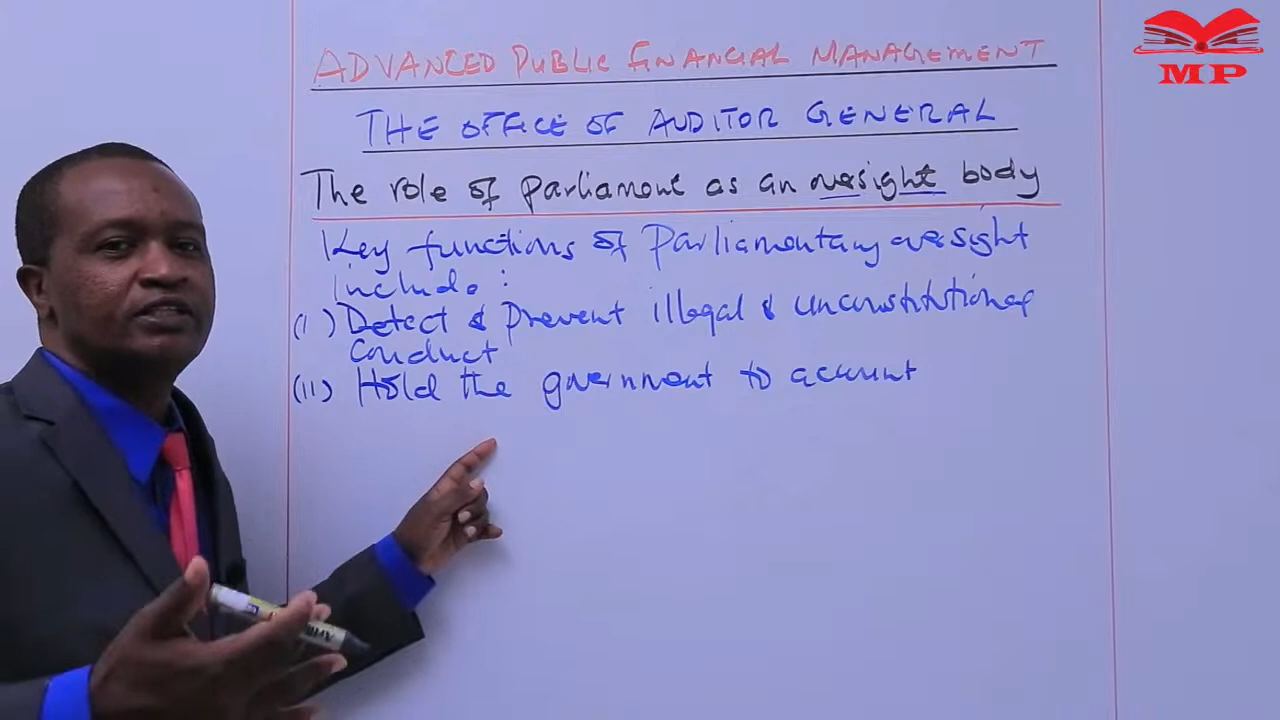 MP
ADVANCED PUBLIC FINANCIAL MANAGEMENT
THE OFFICE OF AUDITOR GENERAL
The role of parliament as an oversight body
Key functions of Parliamentary oversight
include:
(i) Detect & Prevent illegal & unconstitutional
conduct
(ii) Hold the government to account